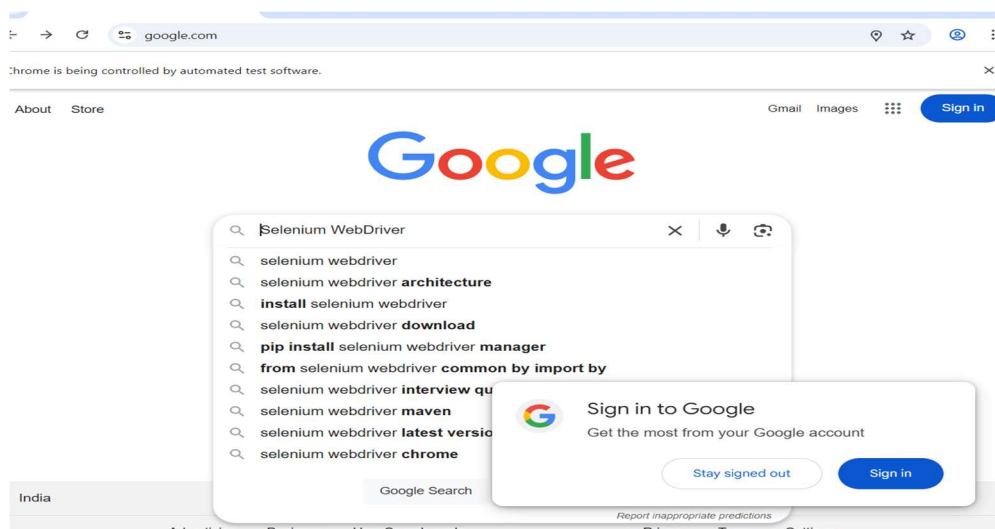 google.com
Chrome is being controlled by automated test software.
About Store Gmail Images Sign in
Google
Selenium WebDriver
selenium webdriver
selenium webdriver architecture
install selenium webdriver
selenium webdriver download
pip install selenium webdriver manager
from selenium webdriver common by import by
selenium webdriver interview qu
selenium webdriver maven
selenium webdriver latest versio
selenium webdriver chrome
Sign in to Google
Get the most from your Google account
Stay signed out Sign in
Google Search
India
Report inappropriate predictions